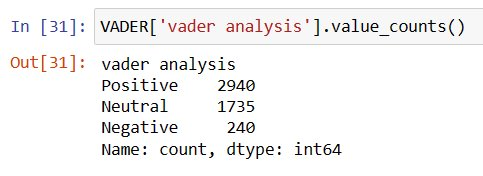 In [31]: VADER['vader analysis'].value_counts()
Out[31]: vader analysis
Positive    2940
Neutral     1735
Negative     240
Name: count, dtype: int64